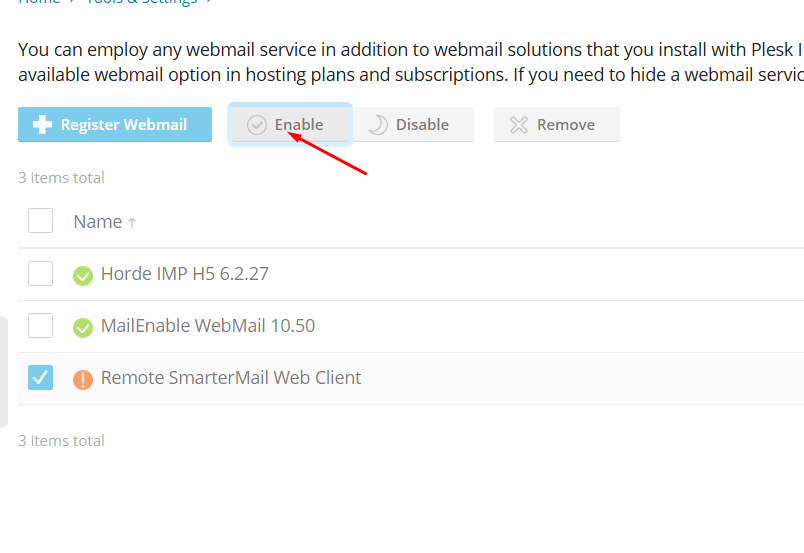 Home > Tools & Settings >
You can employ any webmail service in addition to webmail solutions that you install with Plesk I
available webmail option in hosting plans and subscriptions. If you need to hide a webmail servic
Register Webmail Enable Disable Remove
3 items total
Name ↑
Horde IMP H5 6.2.27
MailEnable WebMail 10.50
Remote SmarterMail Web Client
3 items total